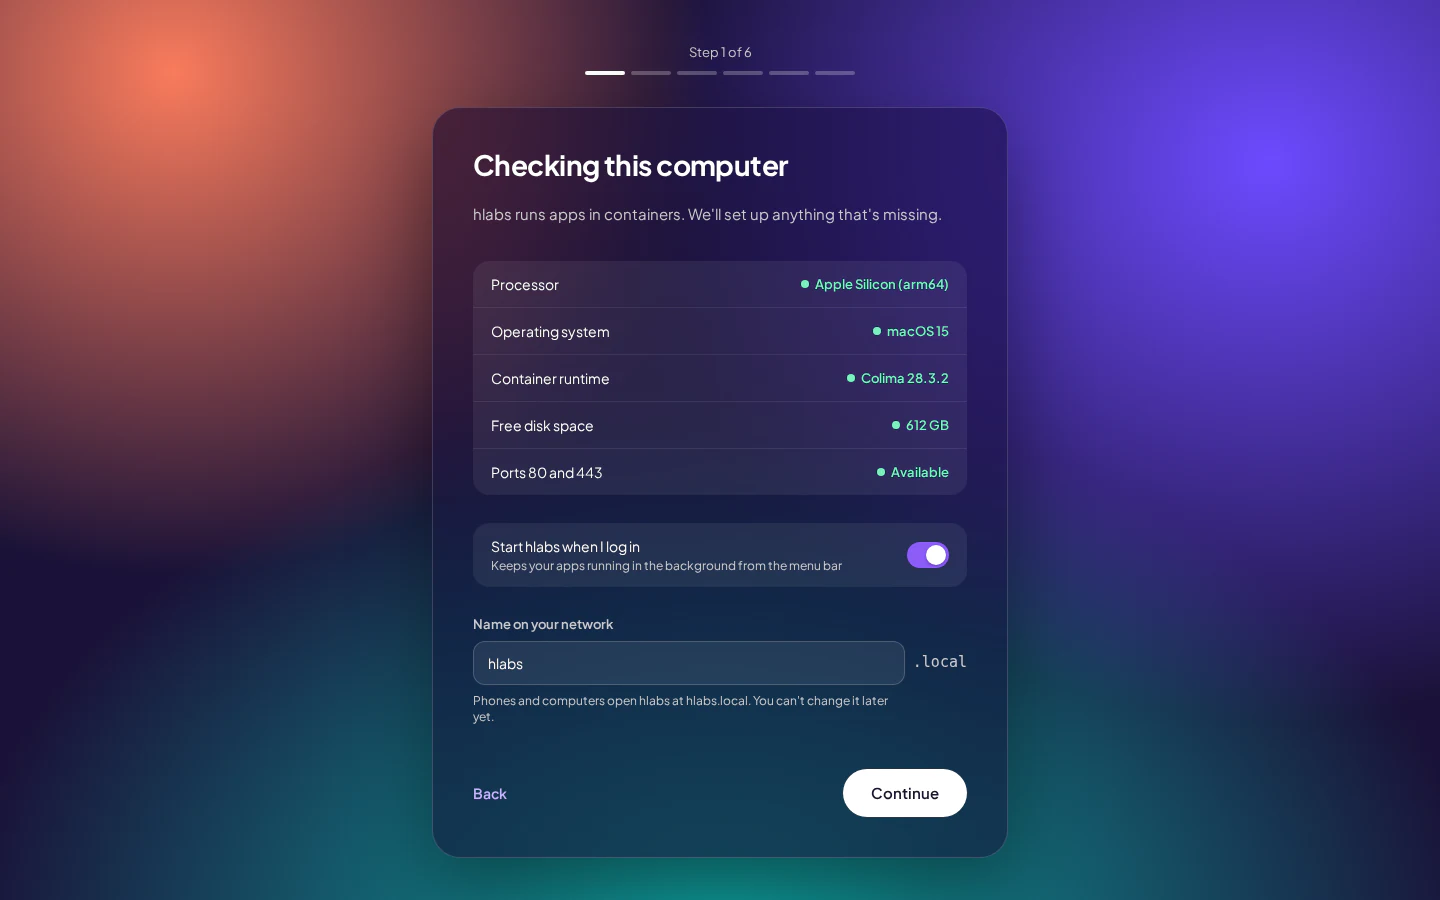 Step 1 of 6
Checking this computer
hlabs runs apps in containers. We'll set up anything that's missing.
Processor
Apple Silicon (arm64)
Operating system
macOS 15
Container runtime
Colima 28.3.2
Free disk space
612 GB
Ports 80 and 443
Available
Start hlabs when I log in
Keeps your apps running in the background from the menu bar
Name on your network
hlabs
.local
Phones and computers open hlabs at hlabs.local. You can't change it later
yet.
Back
Continue